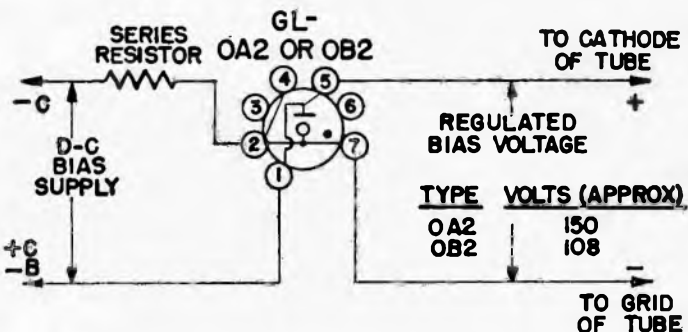 GL-
OA2 OR OB2
SERIES
RESISTOR
TO CATHODE
OF TUBE
-C
+
4
5
3
6
2
7
1
D-C
BIAS
SUPPLY
REGULATED
BIAS VOLTAGE
TYPE VOLTS (APPROX)
OA2 150
OB2 108
+C
-B
-
TO GRID
OF TUBE